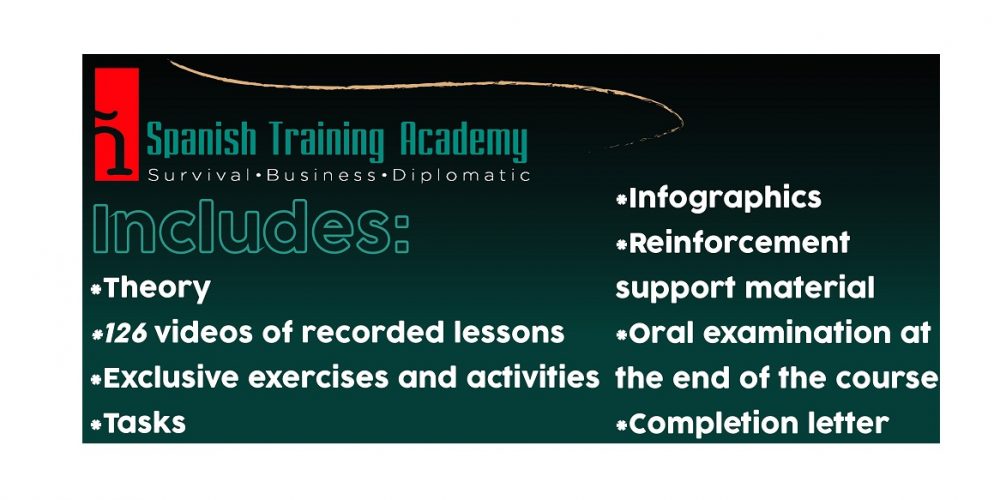 ñ
Spanish Training Academy
Survival•Business•Diplomatic
Includes:
*Theory
*126 videos of recorded lessons
*Exclusive exercises and activities
*Tasks
*Infographics
*Reinforcement
support material
*Oral examination at
the end of the course
*Completion letter